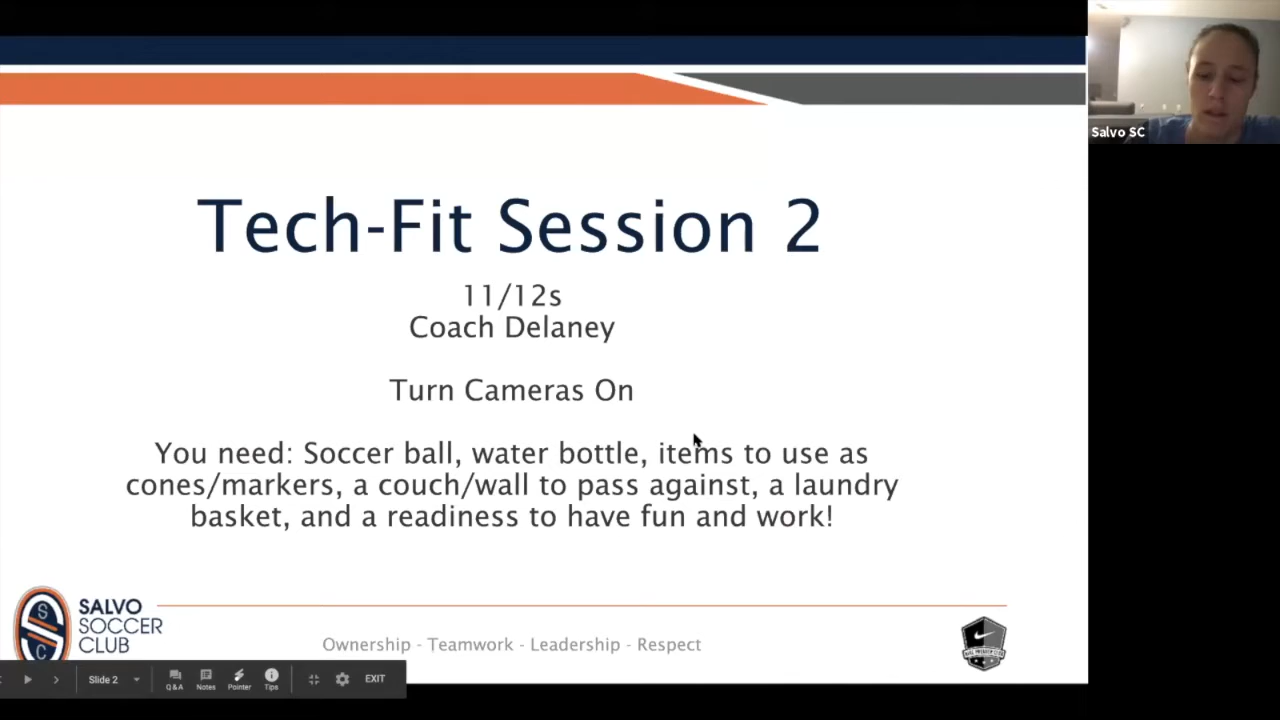 Tech-Fit Session 2
11/12s
Coach Delaney
Turn Cameras On
You need: Soccer ball, water bottle, items to use as
cones/markers, a couch/wall to pass against, a laundry
basket, and a readiness to have fun and work!
Salvo SC
S
C
SALVO
SOCCER
CLUB
Ownership - Teamwork - Leadership - Respect
Slide 2
Q&A
Notes
Pointer
Tips
EXIT